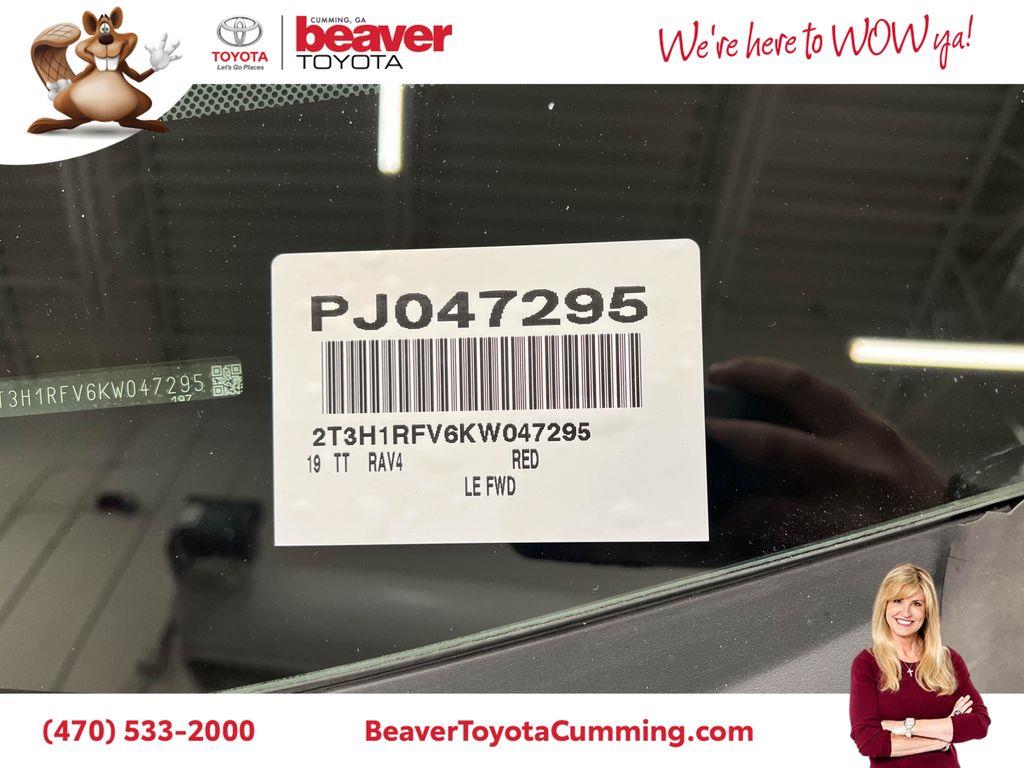 CUMMING, GA
TOYOTA
Let's Go Places
beaver
TOYOTA
We're here to WOW ya!
PJ047295
T3H1RFV6KW047295
197
2T3H1RFV6KW047295
19 TT RAV4 RED
LE FWD
(470) 533-2000
BeaverToyotaCumming.com